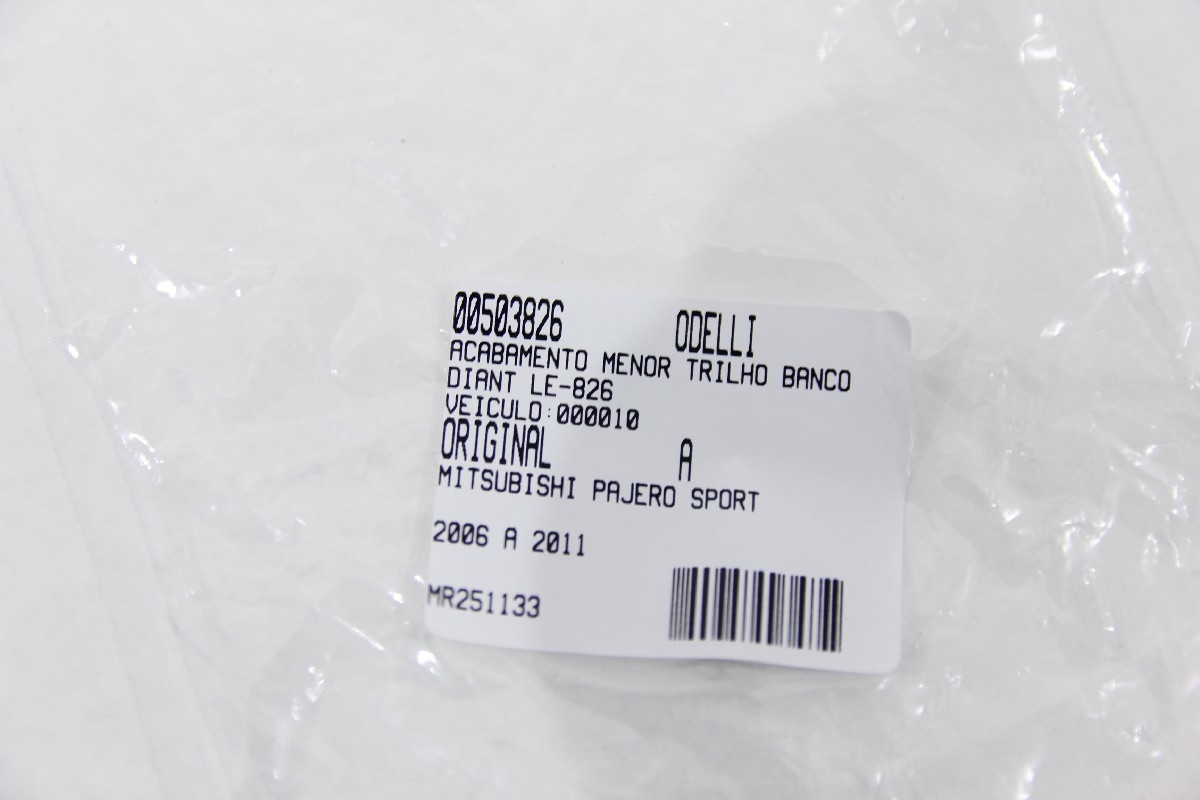 00503826 ODELLI
ACABAMENTO MENOR TRILHO BANCO
DIANT LE-826
VEICULO:000010
ORIGINAL A
MITSUBISHI PAJERO SPORT
2006 A 2011
MR251133